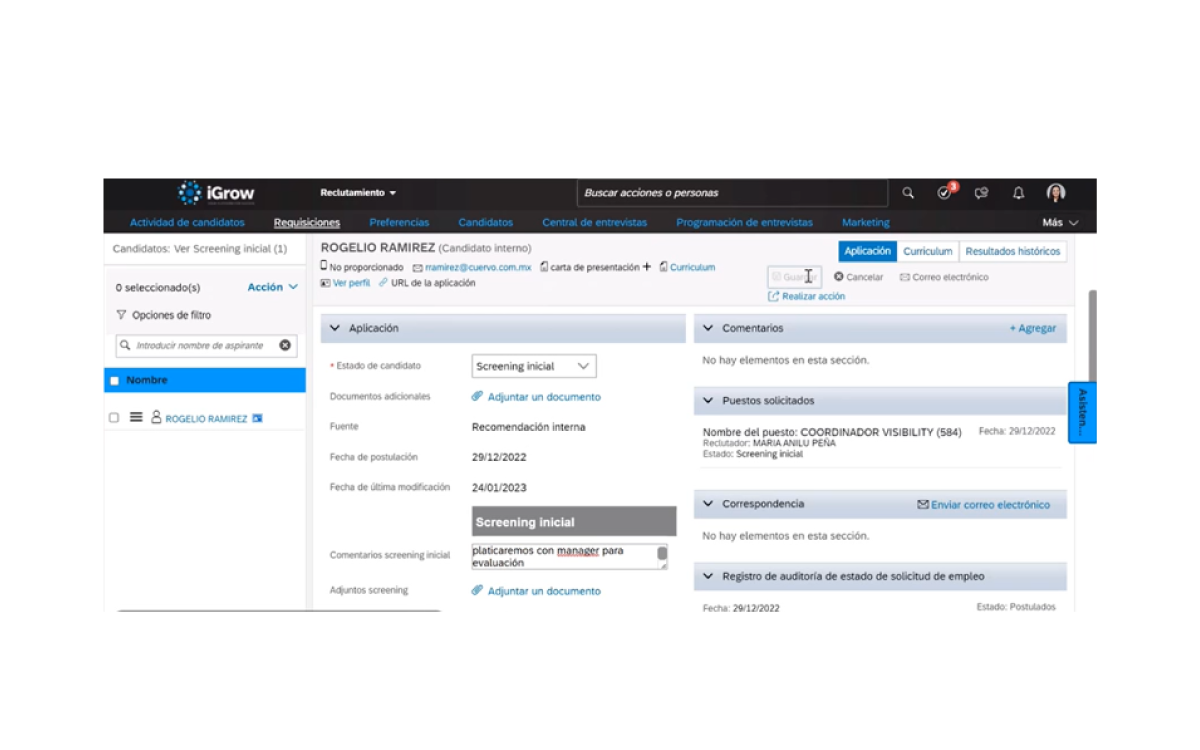 iGrow
Reclutamiento
Buscar acciones o personas
3
Actividad de candidatos
Requisiciones
Preferencias
Candidatos
Central de entrevistas
Programación de entrevistas
Marketing
Más
Candidatos: Ver Screening inicial (1)
0 seleccionado(s)
Acción
Opciones de filtro
Introducir nombre de aspirante
Nombre
ROGELIO RAMIREZ
ROGELIO RAMIREZ (Candidato interno)
No proporcionado rramirez@cuervo.com.mx carta de presentación + Curriculum
Ver perfil URL de la aplicación
Aplicación
Curriculum
Resultados históricos
Guardar
Cancelar
Correo electrónico
Realizar acción
Aplicación
* Estado de candidato
Screening inicial
Documentos adicionales
Adjuntar un documento
Fuente
Recomendación interna
Fecha de postulación
29/12/2022
Fecha de última modificación
24/01/2023
Screening inicial
Comentarios screening inicial
platicaremos con manager para
evaluación
Adjuntos screening
Adjuntar un documento
Comentarios
+ Agregar
No hay elementos en esta sección.
Puestos solicitados
Nombre del puesto: COORDINADOR VISIBILITY (584)
Fecha: 29/12/2022
Reclutador: MARIA ANILU PEÑA
Estado: Screening inicial
Correspondencia
Enviar correo electrónico
No hay elementos en esta sección.
Registro de auditoría de estado de solicitud de empleo
Fecha: 29/12/2022
Estado: Postulados
Asisten...